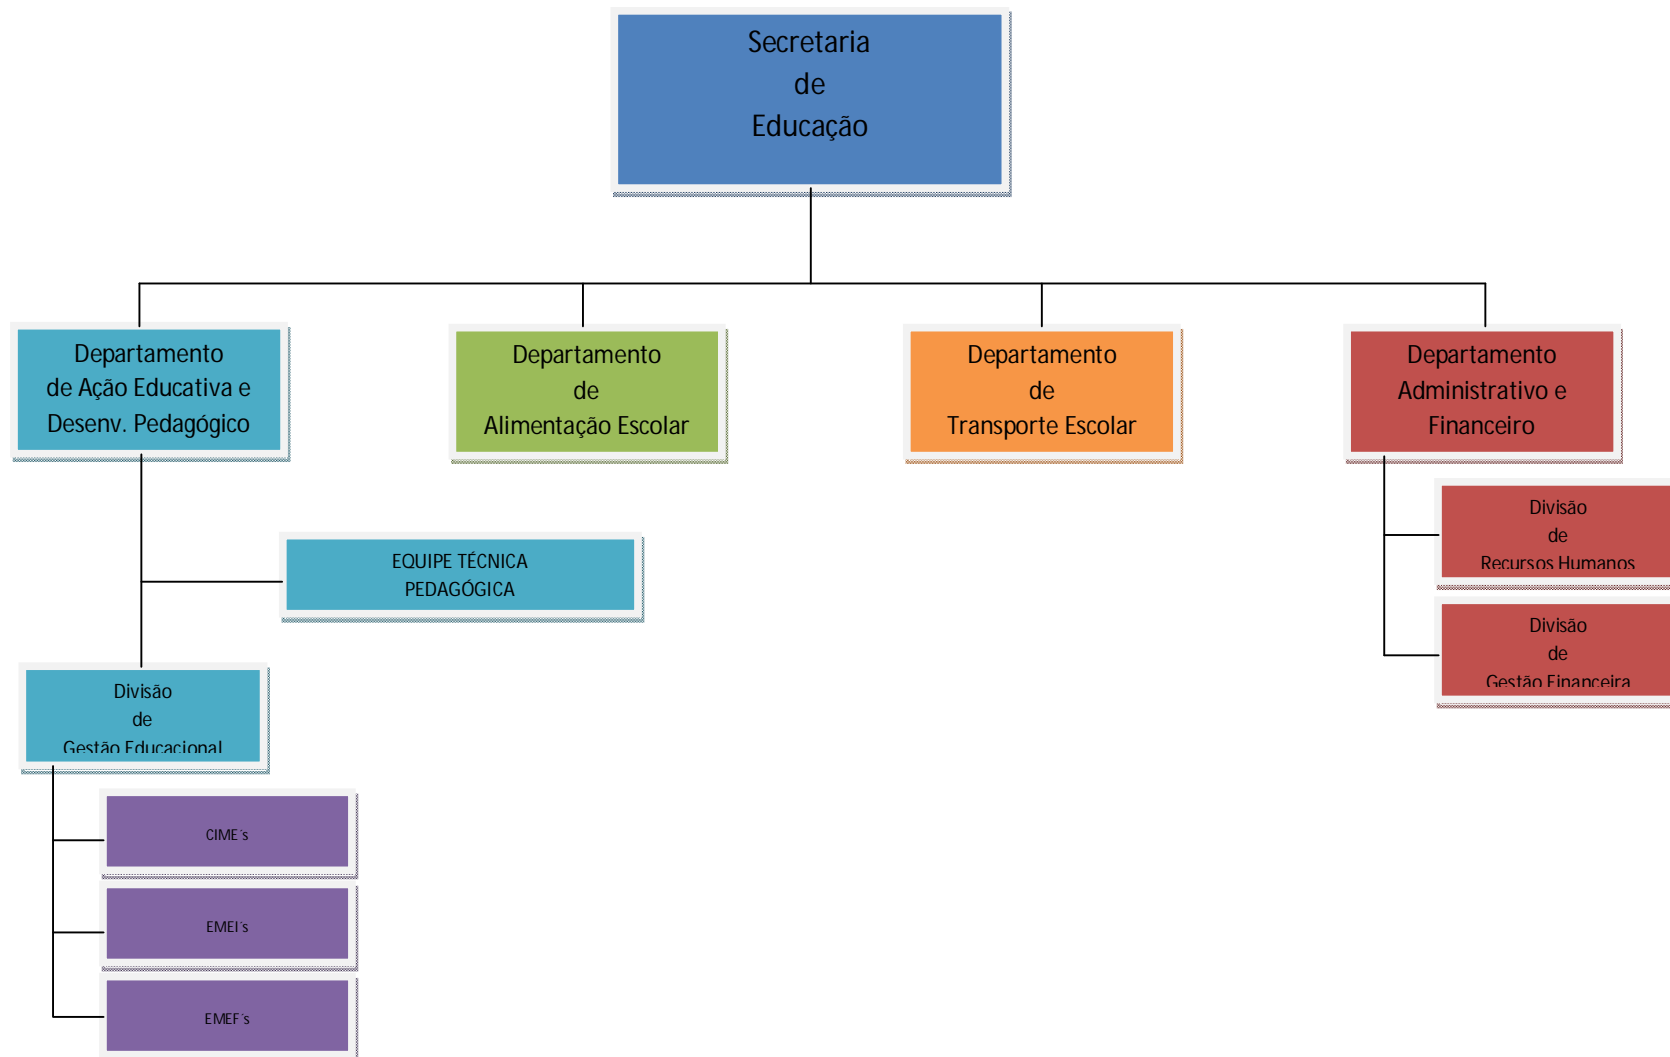 Secretaria
de
Educação
Departamento
de Ação Educativa e
Desenv. Pedagógico
Departamento
de
Alimentação Escolar
Departamento
de
Transporte Escolar
Departamento
Administrativo e
Financeiro
Divisão
de
Recursos Humanos
EQUIPE TÉCNICA
PEDAGÓGICA
Divisão
de
Gestão Financeira
Divisão
de
Gestão Educacional
CIME´s
EMEI´s
EMEF´s